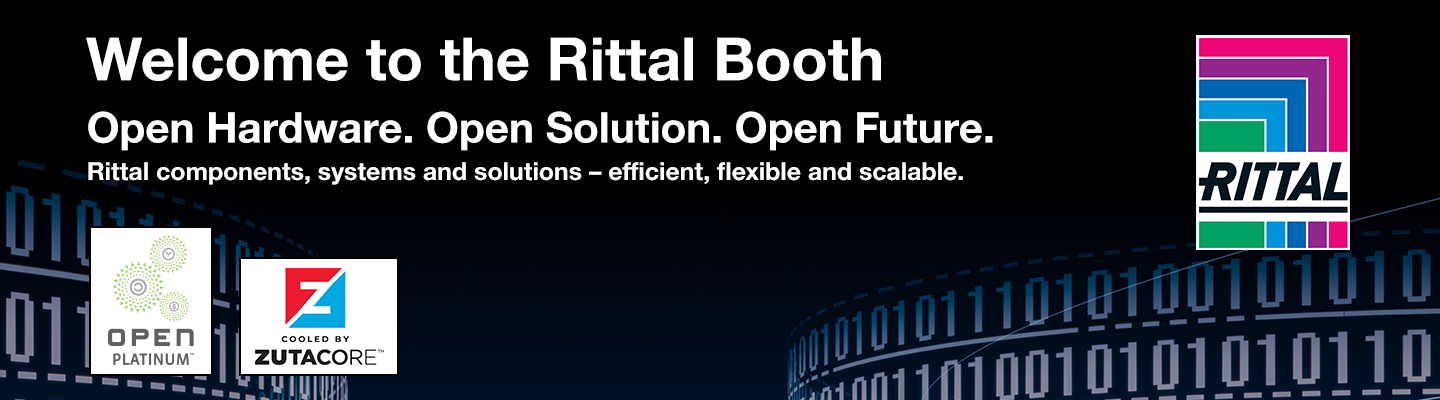 Welcome to the Rittal Booth
Open Hardware. Open Solution. Open Future.
Rittal components, systems and solutions – efficient, flexible and scalable.
RITTAL
OPEN
PLATINUM™
Z
COOLED BY
ZUTACORE™